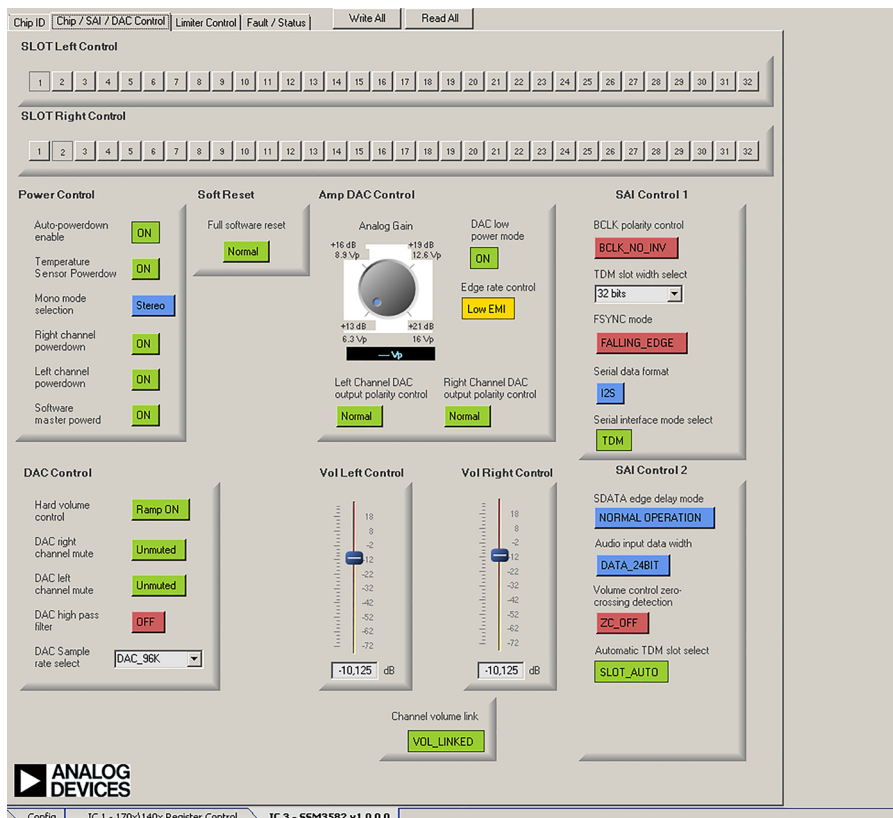 Chip ID Chip / SAI / DAC Control Limiter Control Fault / Status Write All Read All
SLOT Left Control
1 2 3 4 5 6 7 8 9 10 11 12 13 14 15 16 17 18 19 20 21 22 23 24 25 26 27 28 29 30 31 32
SLOT Right Control
1 2 3 4 5 6 7 8 9 10 11 12 13 14 15 16 17 18 19 20 21 22 23 24 25 26 27 28 29 30 31 32
Power Control
Auto-powerdown
enable
ON
Temperature
Sensor Powerdow
ON
Mono mode
selection
Stereo
Right channel
powerdown
ON
Left channel
powerdown
ON
Software
master powerd
ON
Soft Reset
Full software reset
Normal
Amp DAC Control
Analog Gain
+16 dB +19 dB
8.9 Vp 12.6 Vp
+13 dB +21 dB
6.3 Vp 16 Vp
--- Vp
DAC low
power mode
ON
Edge rate control
Low EMI
Left Channel DAC
output polarity control
Normal
Right Channel DAC
output polarity control
Normal
SAI Control 1
BCLK polarity control
BCLK_NO_INV
TDM slot width select
32 bits
FSYNC mode
FALLING_EDGE
Serial data format
I2S
Serial interface mode select
TDM
DAC Control
Hard volume
control
Ramp ON
DAC right
channel mute
Unmuted
DAC left
channel mute
Unmuted
DAC high pass
filter
OFF
DAC Sample
rate select
DAC_96K
Vol Left Control
18
8
-2
-12
-22
-32
-42
-52
-62
-72
-10,125 dB
Vol Right Control
18
8
-2
-12
-22
-32
-42
-52
-62
-72
-10,125 dB
Channel volume link
VOL_LINKED
SAI Control 2
SDATA edge delay mode
NORMAL OPERATION
Audio input data width
DATA_24BIT
Volume control zero-
crossing detection
ZC_OFF
Automatic TDM slot select
SLOT_AUTO
ANALOG
DEVICES
Config IC 1 - 170x\140x Register Control IC 3 - SSM3582 v1.0.0.0